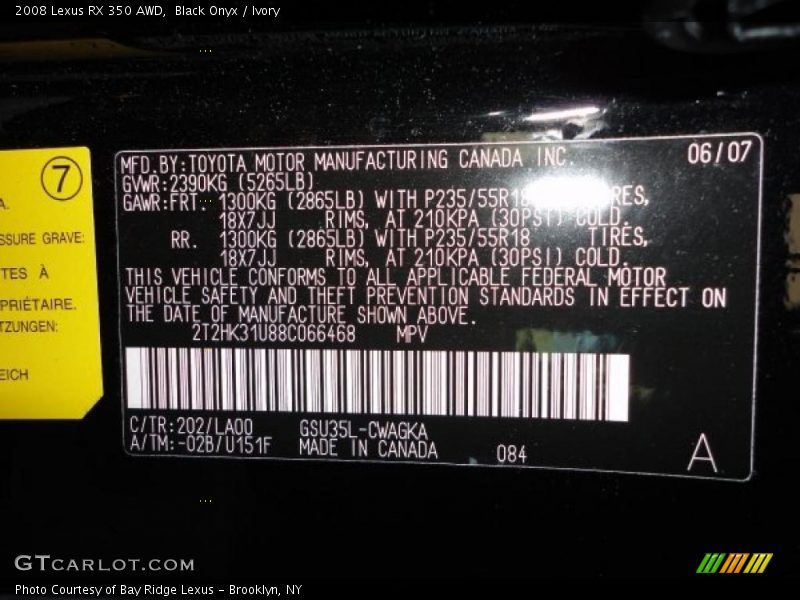 2008 Lexus RX 350 AWD, Black Onyx / Ivory
7
A.
SSURE GRAVE:
TES À
PRIÉTAIRE.
TZUNGEN:
EICH
MFD.BY:TOYOTA MOTOR MANUFACTURING CANADA INC. 06/07
GVWR:2390KG (5265LB)
GAWR:FRT. 1300KG (2865LB) WITH P235/55R18 RES,
18X7JJ RIMS, AT 210KPA (30PSI) COLD.
RR. 1300KG (2865LB) WITH P235/55R18 TIRES,
18X7JJ RIMS, AT 210KPA (30PSI) COLD.
THIS VEHICLE CONFORMS TO ALL APPLICABLE FEDERAL MOTOR
VEHICLE SAFETY AND THEFT PREVENTION STANDARDS IN EFFECT ON
THE DATE OF MANUFACTURE SHOWN ABOVE.
2T2HK31U88C066468 MPV
C/TR:202/LA00 GSU35L-CWAGKA
A/TM:-02B/U151F MADE IN CANADA 084 A
GTCARLOT.COM
Photo Courtesy of Bay Ridge Lexus - Brooklyn, NY